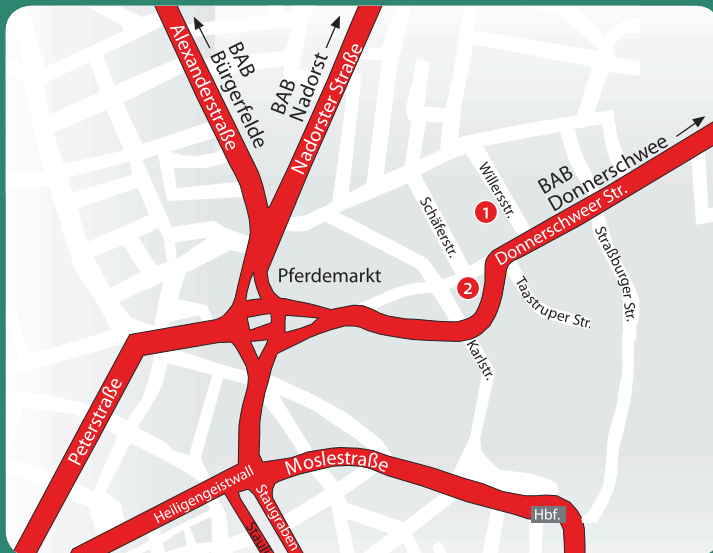 Alexanderstraße
BAB
Bürgerfelde
BAB
Nadorst
Nadorster Straße
BAB
Donnerschwee
Donnerschweer Str.
Willersstr.
1
Schäferstr.
Straßburger Str.
Pferdemarkt
2
Taastruper Str.
Karlstr.
Peterstraße
Moslestraße
Heiligengeistwall
Staugraben
Hbf.